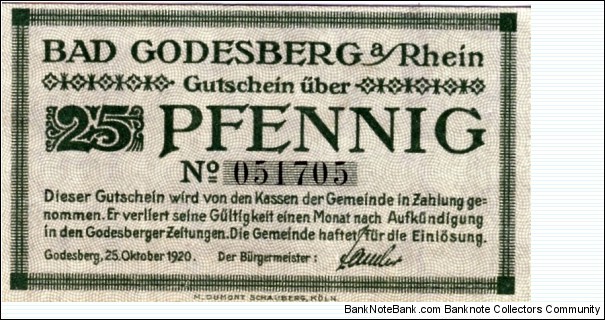 BAD GODESBERG a/Rhein
Gutschein über
25 PFENNIG
No 051705
Dieser Gutschein wird von den Kassen der Gemeinde in Zahlung ge=
nommen. Er verliert seine Gültigkeit einen Monat nach Aufkündigung
in den Godesberger Zeitungen. Die Gemeinde haftet für die Einlösung.
Godesberg, 25. Oktober 1920. Der Bürgermeister:
M. DUMONT SCHAUBERG, KÖLN.
BankNoteBank.com Banknote Collectors Community